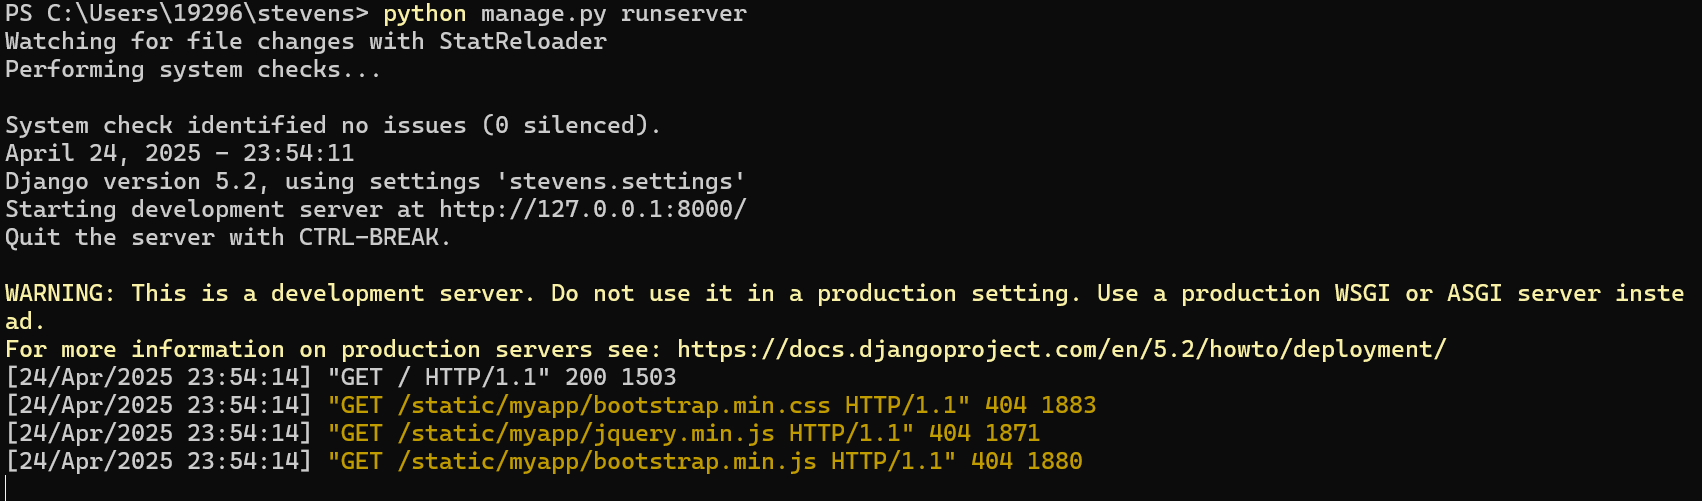 PS C:\Users\19296\stevens> python manage.py runserver
Watching for file changes with StatReloader
Performing system checks...
System check identified no issues (0 silenced).
April 24, 2025 - 23:54:11
Django version 5.2, using settings 'stevens.settings'
Starting development server at http://127.0.0.1:8000/
Quit the server with CTRL-BREAK.
WARNING: This is a development server. Do not use it in a production setting. Use a production WSGI or ASGI server inste
ad.
For more information on production servers see: https://docs.djangoproject.com/en/5.2/howto/deployment/
[24/Apr/2025 23:54:14] "GET / HTTP/1.1" 200 1503
[24/Apr/2025 23:54:14] "GET /static/myapp/bootstrap.min.css HTTP/1.1" 404 1883
[24/Apr/2025 23:54:14] "GET /static/myapp/jquery.min.js HTTP/1.1" 404 1871
[24/Apr/2025 23:54:14] "GET /static/myapp/bootstrap.min.js HTTP/1.1" 404 1880